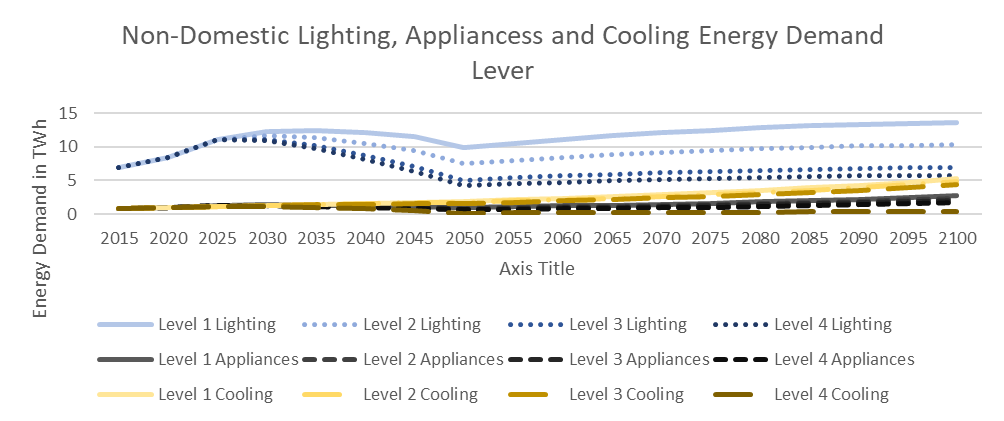 Non-Domestic Lighting, Appliancess and Cooling Energy Demand
Lever
Energy Demand in TWh
15
10
5
0
2015 2020 2025 2030 2035 2040 2045 2050 2055 2060 2065 2070 2075 2080 2085 2090 2095 2100
Axis Title
Level 1 Lighting Level 2 Lighting Level 3 Lighting Level 4 Lighting
Level 1 Appliances Level 2 Appliances Level 3 Appliances Level 4 Appliances
Level 1 Cooling Level 2 Cooling Level 3 Cooling Level 4 Cooling